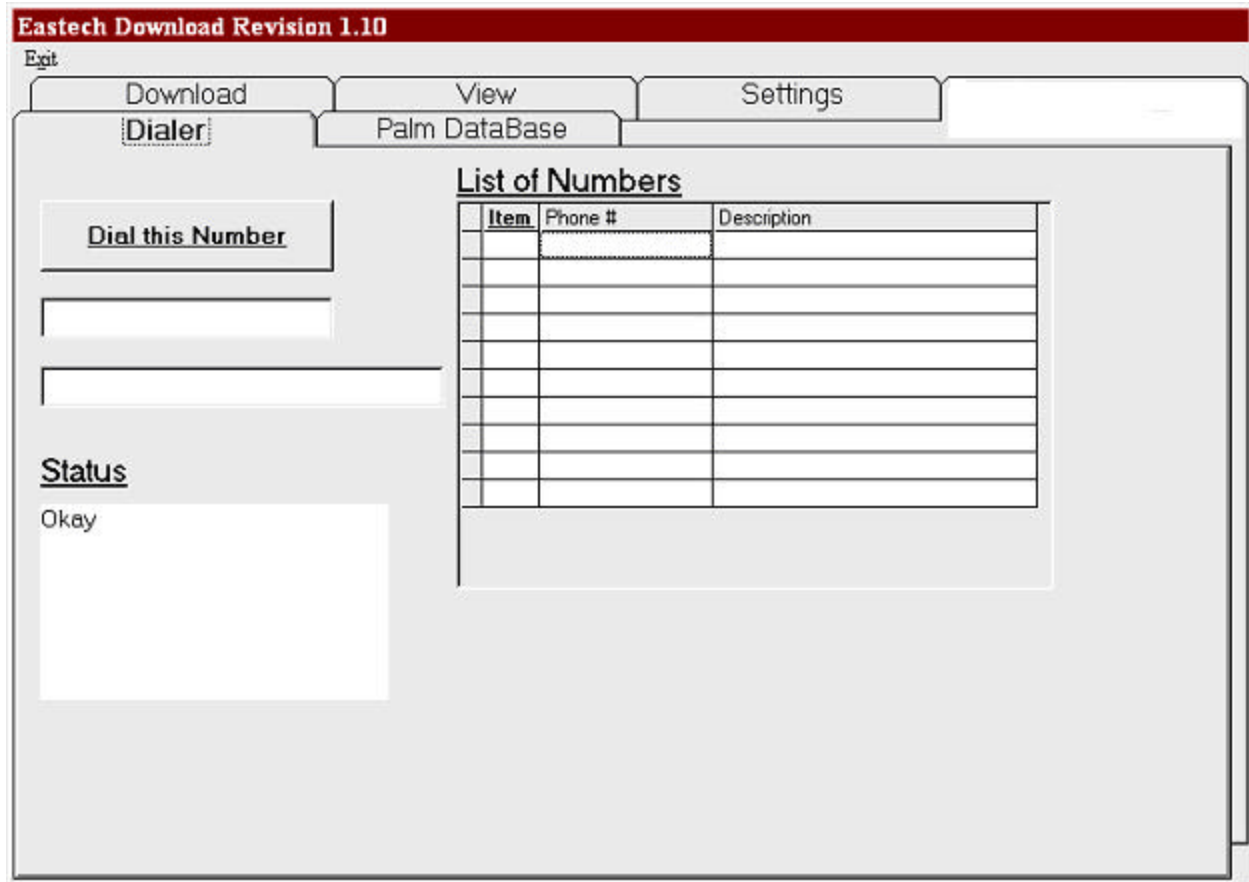 Eastech Download Revision 1.10
Exit
Download View Settings
Dialer Palm DataBase
List of Numbers
Item Phone # Description
Dial this Number
Status
Okay